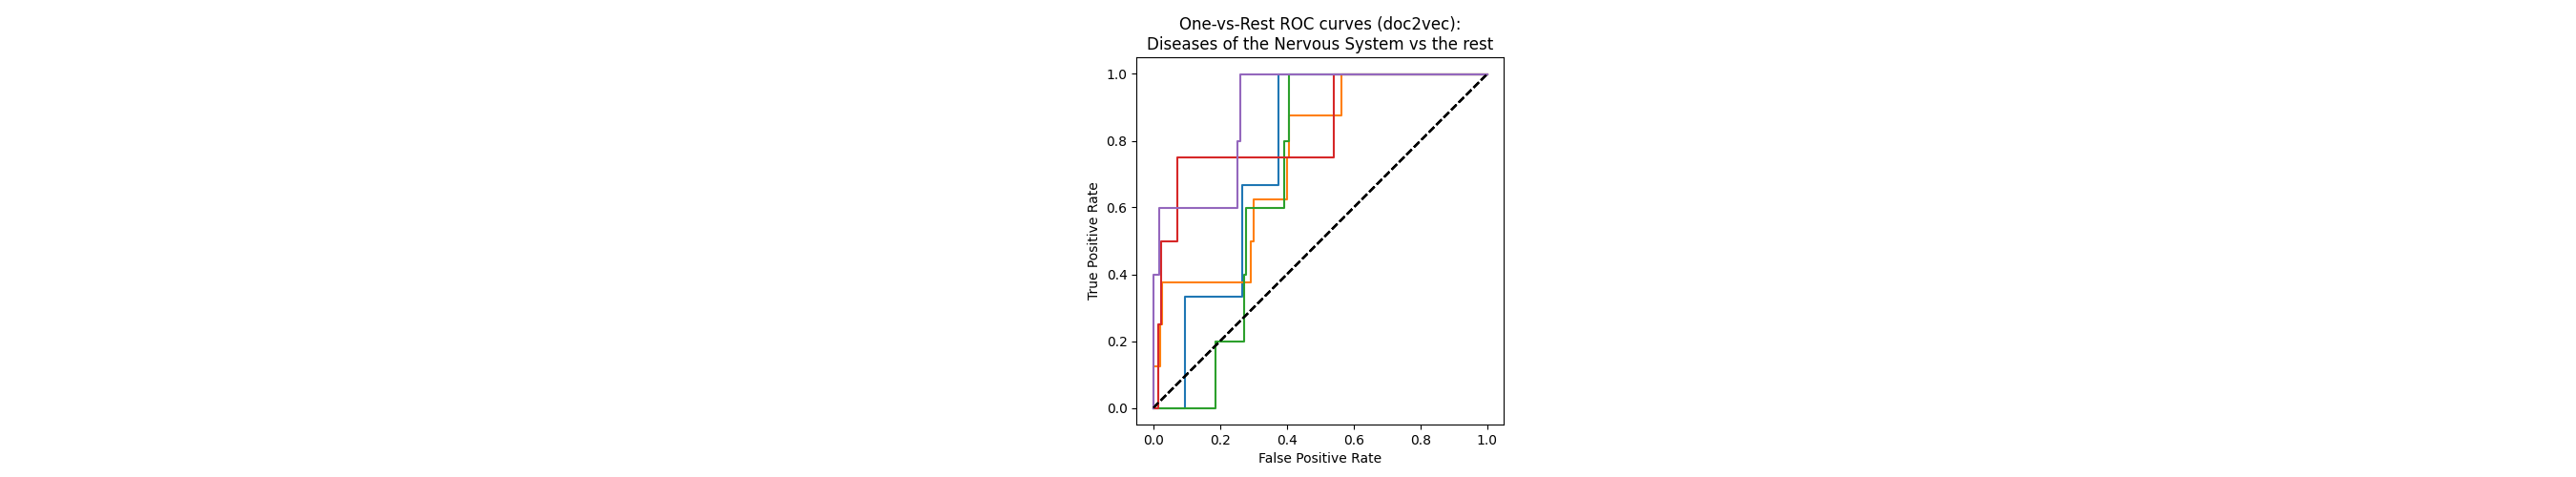 One-vs-Rest ROC curves (doc2vec):
Diseases of the Nervous System vs the rest
1.0
0.8
0.6
0.4
0.2
0.0
True Positive Rate
0.0 0.2 0.4 0.6 0.8 1.0
False Positive Rate